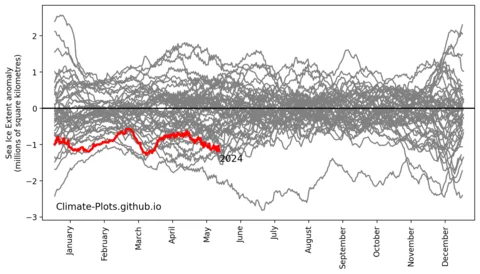 Sea Ice Extent anomaly
(millions of square kilometres)
2
1
0
−1
−2
−3
2024
Climate-Plots.github.io
January
February
March
April
May
June
July
August
September
October
November
December